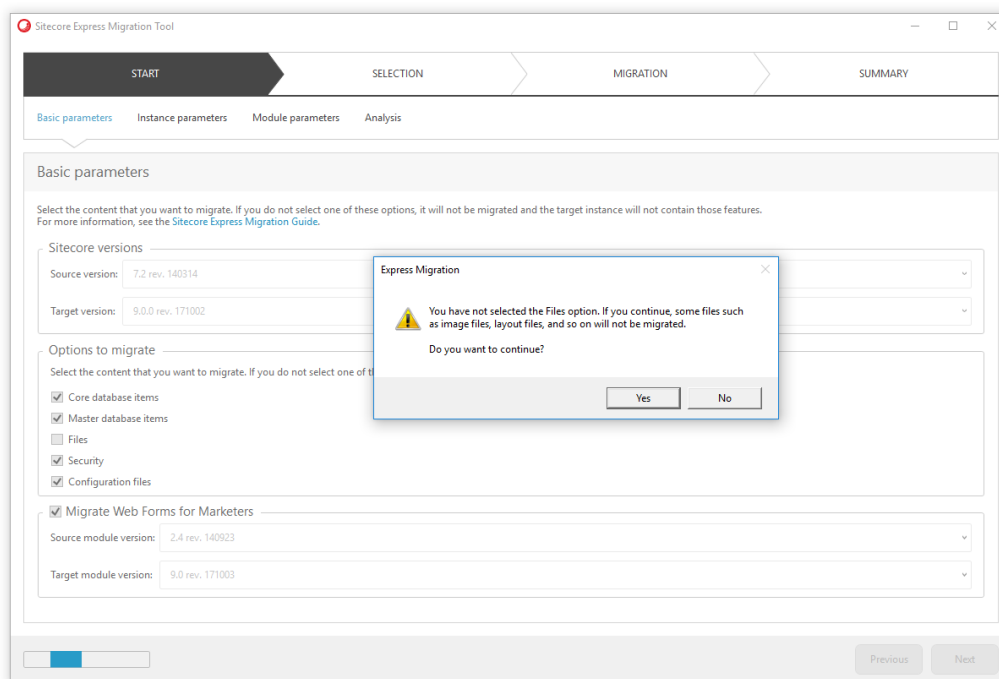 Sitecore Express Migration Tool
START
SELECTION
MIGRATION
SUMMARY
Basic parameters
Instance parameters
Module parameters
Analysis
Basic parameters
Select the content that you want to migrate. If you do not select one of these options, it will not be migrated and the target instance will not contain those features.
For more information, see the Sitecore Express Migration Guide.
Sitecore versions
Source version:
7.2 rev. 140314
Target version:
9.0.0 rev. 171002
Express Migration
You have not selected the Files option. If you continue, some files such
as image files, layout files, and so on will not be migrated.
Do you want to continue?
Yes
No
Options to migrate
Select the content that you want to migrate. If you do not select one of
Core database items
Master database items
Files
Security
Configuration files
Migrate Web Forms for Marketers
Source module version:
2.4 rev. 140923
Target module version:
9.0 rev. 171003
Previous
Next